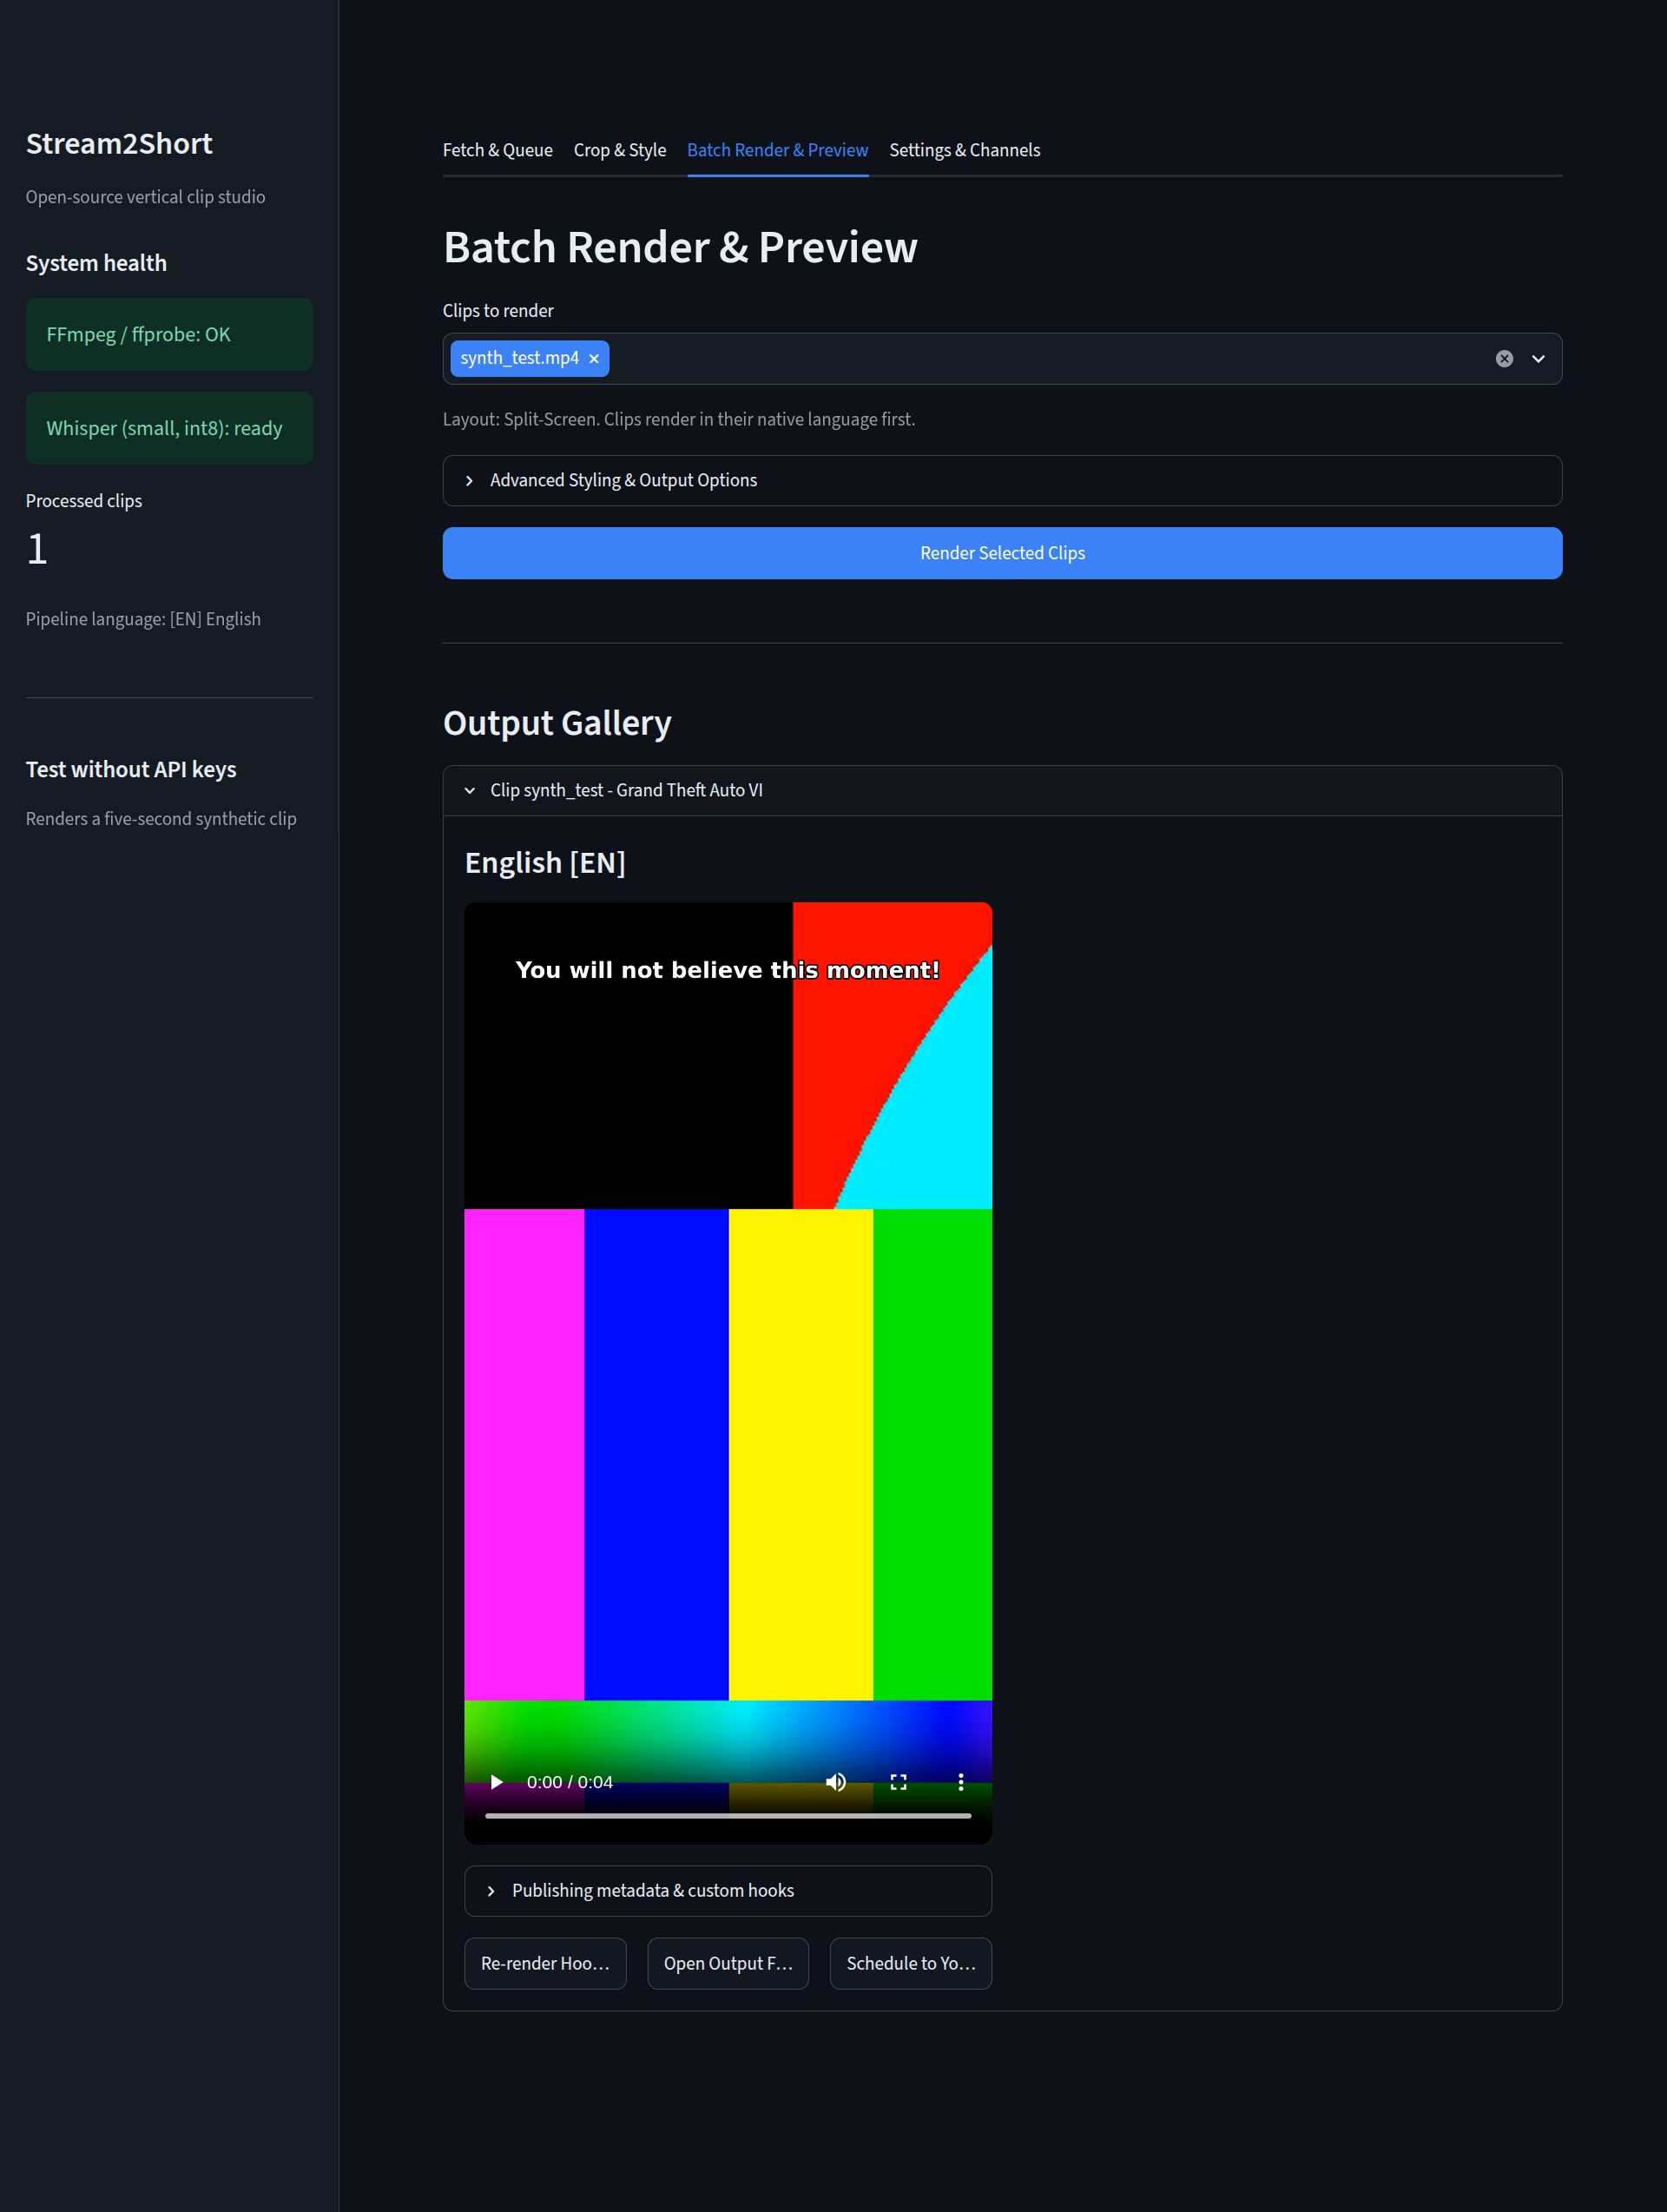 Stream2Short
Open-source vertical clip studio
System health
FFmpeg / ffprobe: OK
Whisper (small, int8): ready
Processed clips
1
Pipeline language: [EN] English
Test without API keys
Renders a five-second synthetic clip
Fetch & Queue Crop & Style Batch Render & Preview Settings & Channels
Batch Render & Preview
Clips to render
synth_test.mp4
Layout: Split-Screen. Clips render in their native language first.
Advanced Styling & Output Options
Render Selected Clips
Output Gallery
Clip synth_test - Grand Theft Auto VI
English [EN]
You will not believe this moment!
0:00 / 0:04
Publishing metadata & custom hooks
Re-render Hoo… Open Output F… Schedule to Yo…